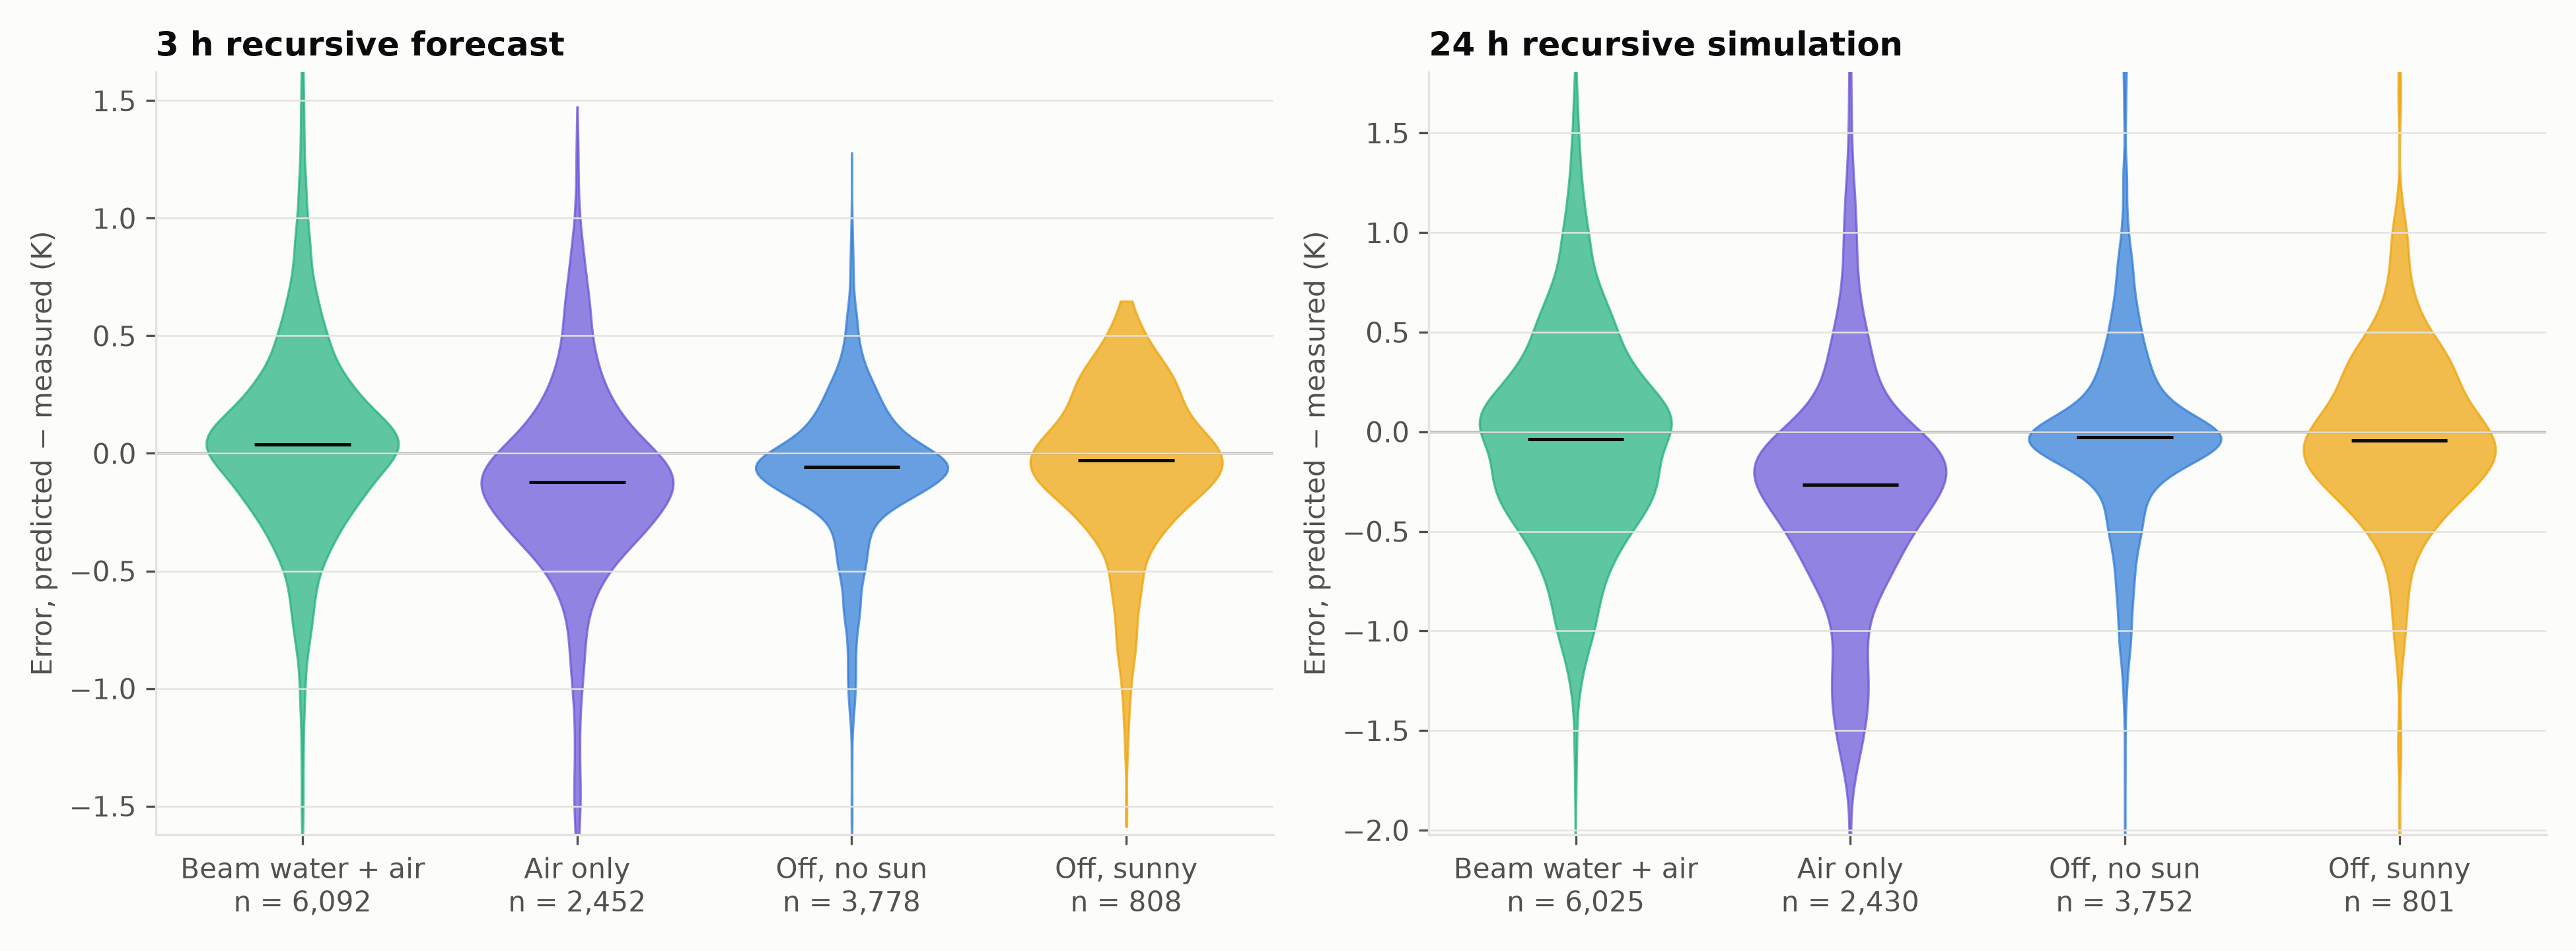 3 h recursive forecast
Error, predicted − measured (K)
1.5
1.0
0.5
0.0
−0.5
−1.0
−1.5
Beam water + air
n = 6,092
Air only
n = 2,452
Off, no sun
n = 3,778
Off, sunny
n = 808
24 h recursive simulation
Error, predicted − measured (K)
1.5
1.0
0.5
0.0
−0.5
−1.0
−1.5
−2.0
Beam water + air
n = 6,025
Air only
n = 2,430
Off, no sun
n = 3,752
Off, sunny
n = 801